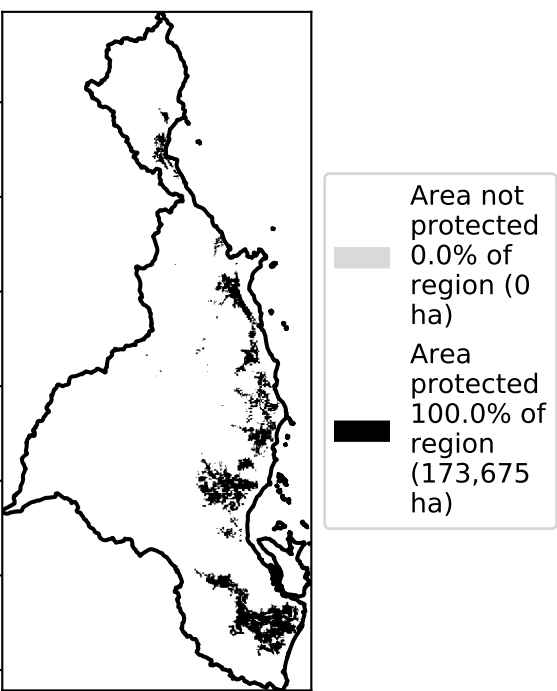 Area not
protected
0.0% of
region (0
ha)
Area
protected
100.0% of
region
(173,675
ha)